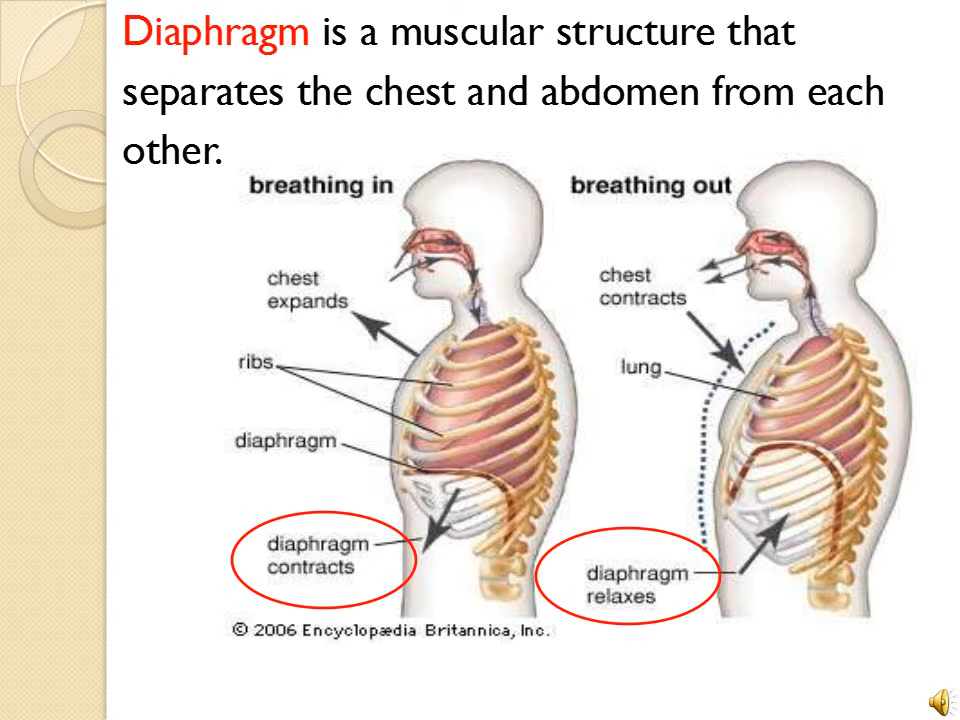 Diaphragm is a muscular structure that
separates the chest and abdomen from each
other.
breathing in
breathing out
chest
expands
chest
contracts
ribs
lung
diaphragm
diaphragm
contracts
diaphragm
relaxes
© 2006 Encyclopædia Britannica, Inc.